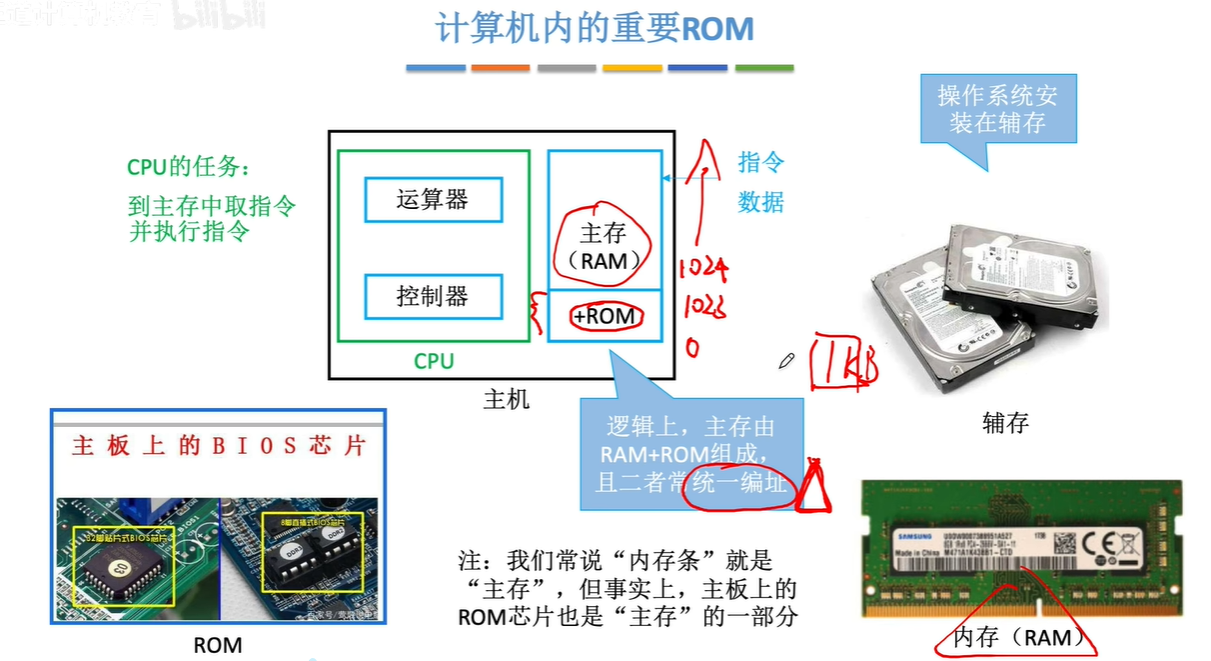 bilibili
计算机内的重要ROM
操作系统安
装在辅存
CPU的任务：
到主存中取指令
并执行指令
运算器
控制器
CPU
主存
（RAM）
+ROM
主机
指令
数据
1024
1023
0
1KB
辅存
逻辑上，主存由
RAM+ROM组成，
且二者常统一编址
主板上的BIOS芯片
32脚贴片式BIOS芯片
8脚直插式BIOS芯片
ROM
注：我们常说“内存条”就是
“主存”，但事实上，主板上的
ROM芯片也是“主存”的一部分
SAMSUNG
Made in China
M471A1K43BB1-CTD
内存（RAM）